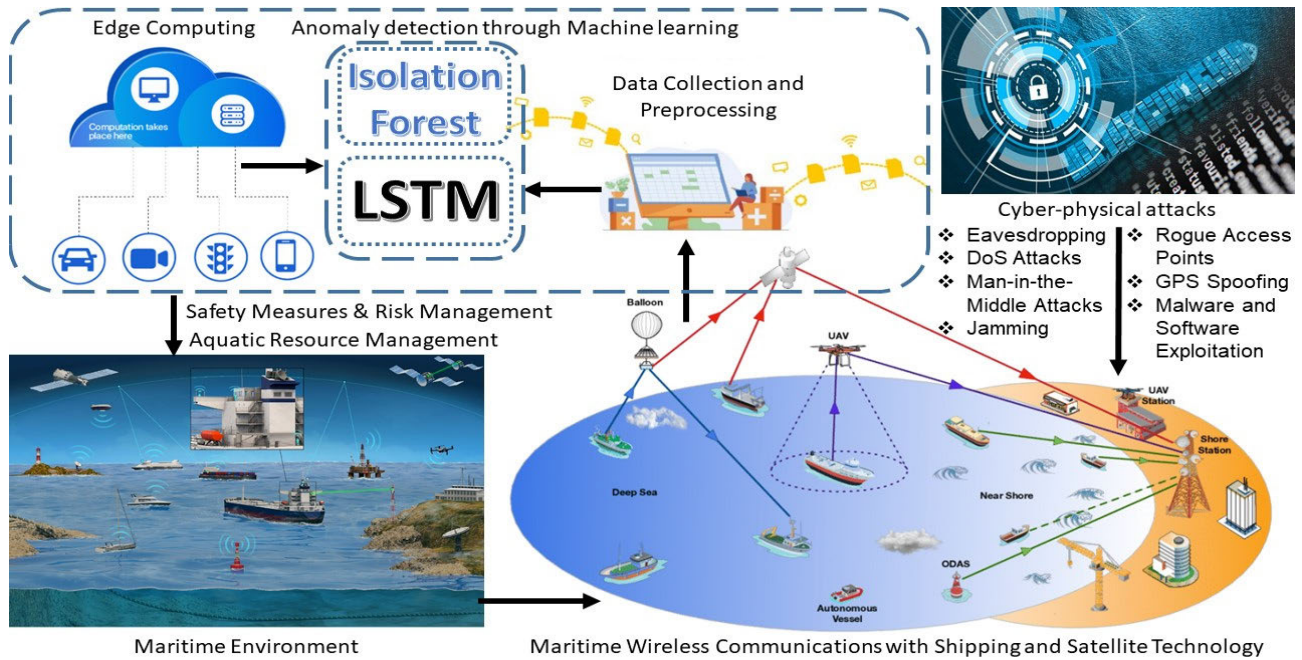 Edge Computing
Anomaly detection through Machine learning
Computation takes
place here
Isolation
Forest
LSTM
Data Collection and
Preprocessing
Cyber-physical attacks
❖ Eavesdropping
❖ DoS Attacks
❖ Man-in-the-
Middle Attacks
❖ Jamming
❖ Rogue Access
Points
❖ GPS Spoofing
❖ Malware and
Software
Exploitation
Safety Measures & Risk Management
Aquatic Resource Management
Balloon
UAV
UAV
Station
Shore
Station
Deep Sea
Near Shore
ODAS
Autonomous
Vessel
Maritime Environment
Maritime Wireless Communications with Shipping and Satellite Technology